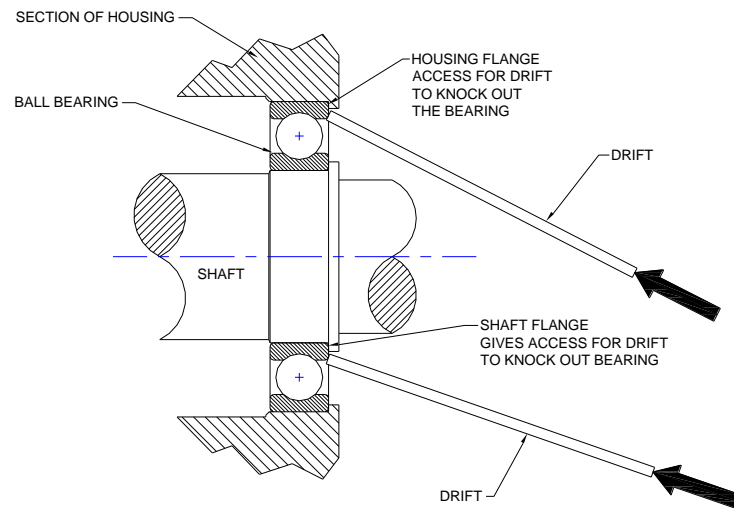 SECTION OF HOUSING
HOUSING FLANGE
ACCESS FOR DRIFT
TO KNOCK OUT
THE BEARING
BALL BEARING
DRIFT
SHAFT
SHAFT FLANGE
GIVES ACCESS FOR DRIFT
TO KNOCK OUT BEARING
DRIFT